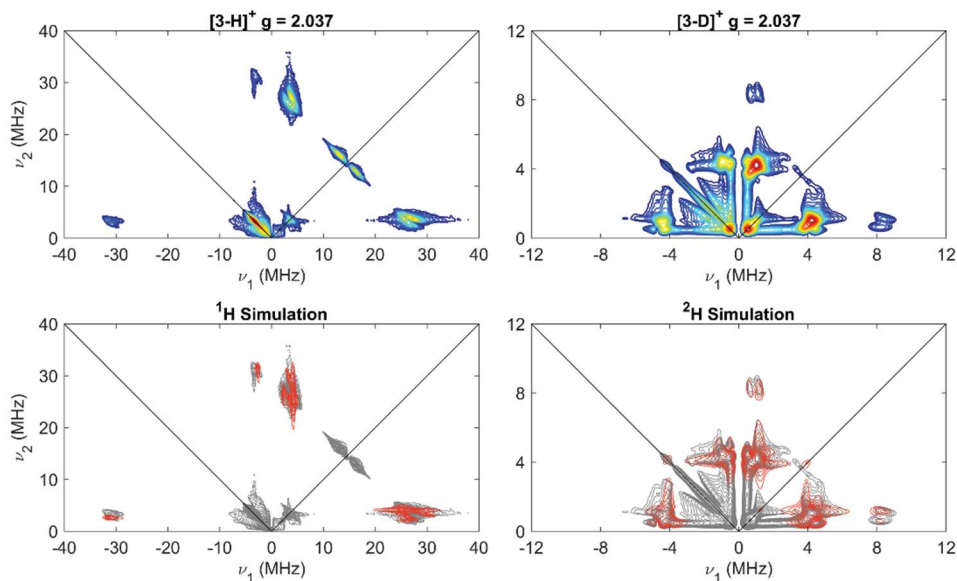 [3-H]+ g = 2.037
40
30
20
10
0
ν2 (MHz)
-40 -30 -20 -10 0 10 20 30 40
ν1 (MHz)
[3-D]+ g = 2.037
12
8
4
0
-12 -8 -4 0 4 8 12
ν1 (MHz)
1H Simulation
40
30
20
10
0
ν2 (MHz)
-40 -30 -20 -10 0 10 20 30 40
ν1 (MHz)
2H Simulation
12
8
4
0
-12 -8 -4 0 4 8 12
ν1 (MHz)